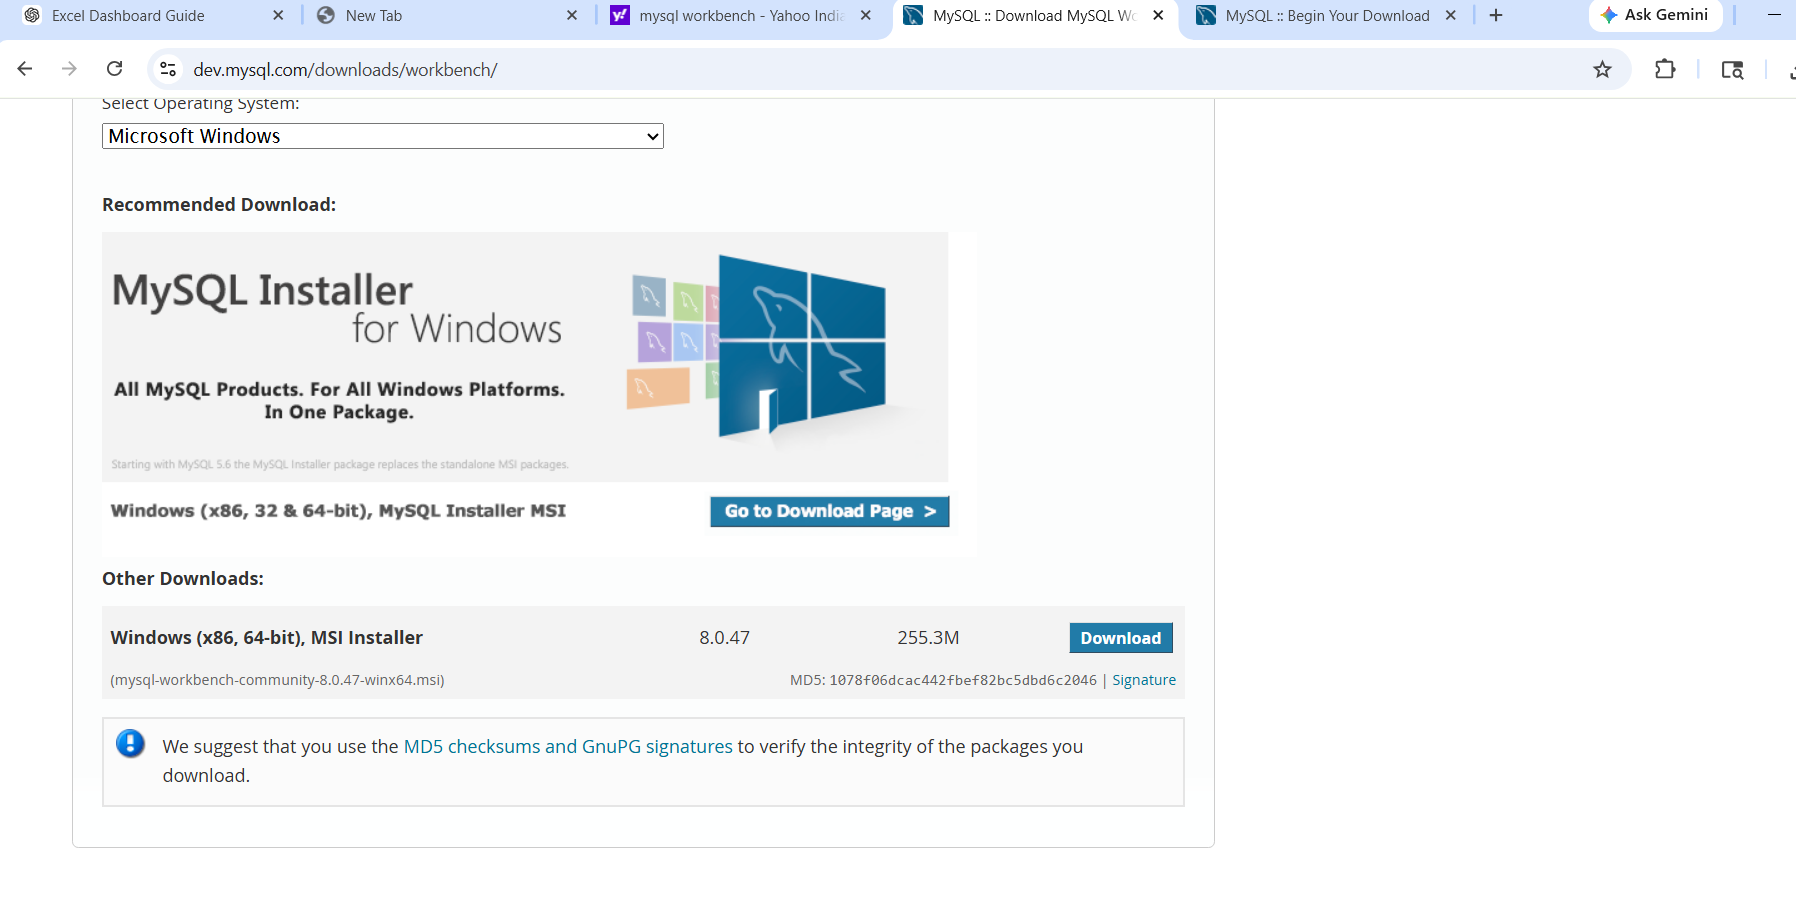 Excel Dashboard Guide
New Tab
mysql workbench - Yahoo India
MySQL :: Download MySQL Wo
MySQL :: Begin Your Download
Ask Gemini
dev.mysql.com/downloads/workbench/
Select Operating System:
Microsoft Windows
Recommended Download:
MySQL Installer
for Windows
All MySQL Products. For All Windows Platforms.
In One Package.
Starting with MySQL 5.6 the MySQL Installer package replaces the standalone MSI packages.
Windows (x86, 32 & 64-bit), MySQL Installer MSI
Go to Download Page >
Other Downloads:
Windows (x86, 64-bit), MSI Installer 8.0.47 255.3M Download
(mysql-workbench-community-8.0.47-winx64.msi) MD5: 1078f06dcac442fbef82bc5dbd6c2046 | Signature
We suggest that you use the MD5 checksums and GnuPG signatures to verify the integrity of the packages you
download.